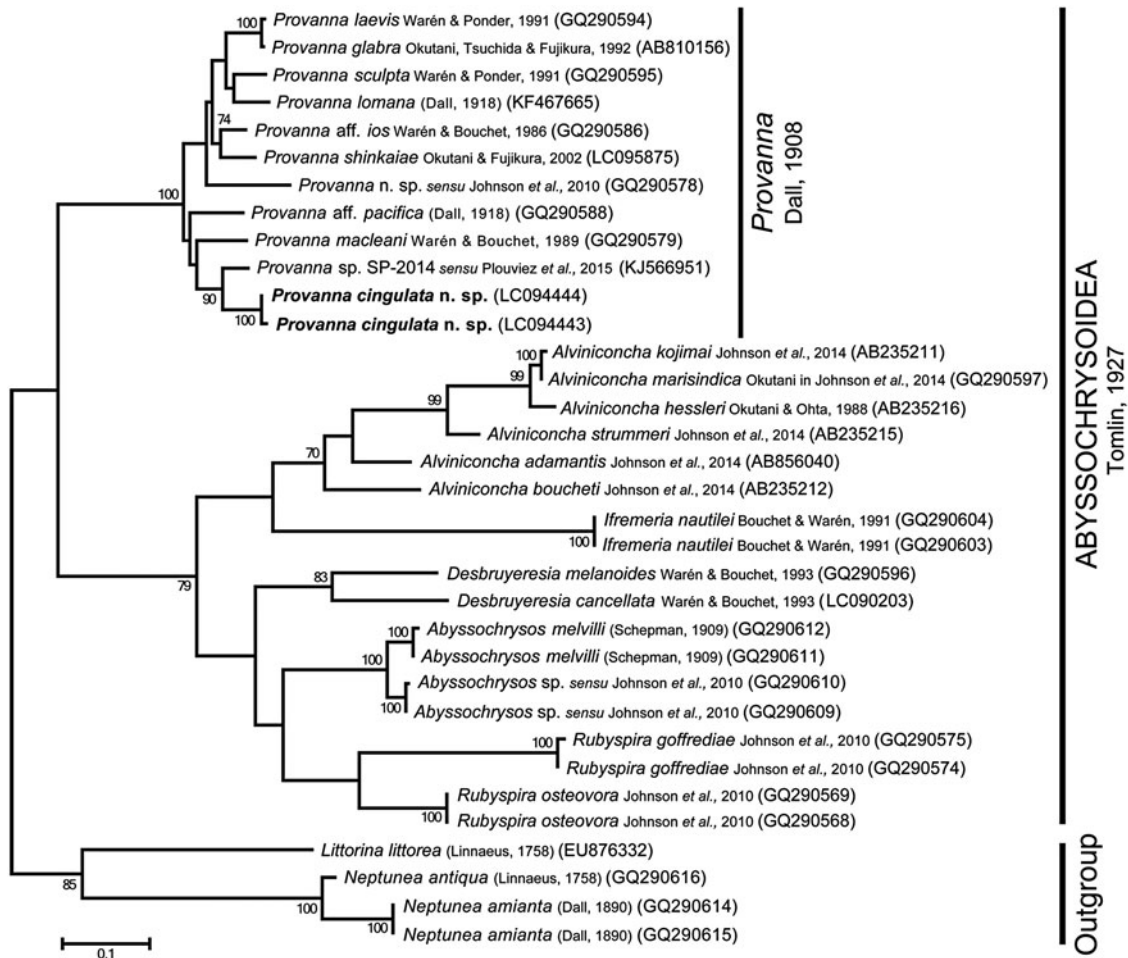 100 Provanna laevis Warén & Ponder, 1991 (GQ290594)
Provanna glabra Okutani, Tsuchida & Fujikura, 1992 (AB810156)
Provanna sculpta Warén & Ponder, 1991 (GQ290595)
Provanna lomana (Dall, 1918) (KF467665)
74 Provanna aff. ios Warén & Bouchet, 1986 (GQ290586)
Provanna shinkaiae Okutani & Fujikura, 2002 (LC095875)
Provanna n. sp. sensu Johnson et al., 2010 (GQ290578)
100
Provanna aff. pacifica (Dall, 1918) (GQ290588)
Provanna macleani Warén & Bouchet, 1989 (GQ290579)
Provanna sp. SP-2014 sensu Plouviez et al., 2015 (KJ566951)
90 Provanna cingulata n. sp. (LC094444)
100 Provanna cingulata n. sp. (LC094443)
Provanna
Dall, 1908
100 Alviniconcha kojimai Johnson et al., 2014 (AB235211)
99 Alviniconcha marisindica Okutani in Johnson et al., 2014 (GQ290597)
99 Alviniconcha hessleri Okutani & Ohta, 1988 (AB235216)
Alviniconcha strummeri Johnson et al., 2014 (AB235215)
70 Alviniconcha adamantis Johnson et al., 2014 (AB856040)
Alviniconcha boucheti Johnson et al., 2014 (AB235212)
Ifremeria nautilei Bouchet & Warén, 1991 (GQ290604)
100 Ifremeria nautilei Bouchet & Warén, 1991 (GQ290603)
79
83 Desbruyeresia melanoides Warén & Bouchet, 1993 (GQ290596)
Desbruyeresia cancellata Warén & Bouchet, 1993 (LC090203)
100 Abyssochrysos melvilli (Schepman, 1909) (GQ290612)
100 Abyssochrysos melvilli (Schepman, 1909) (GQ290611)
Abyssochrysos sp. sensu Johnson et al., 2010 (GQ290610)
100 Abyssochrysos sp. sensu Johnson et al., 2010 (GQ290609)
100 Rubyspira goffrediae Johnson et al., 2010 (GQ290575)
Rubyspira goffrediae Johnson et al., 2010 (GQ290574)
Rubyspira osteovora Johnson et al., 2010 (GQ290569)
100 Rubyspira osteovora Johnson et al., 2010 (GQ290568)
ABYSSOCHRYSOIDEA
Tomlin, 1927
Littorina littorea (Linnaeus, 1758) (EU876332)
85 Neptunea antiqua (Linnaeus, 1758) (GQ290616)
100 Neptunea amianta (Dall, 1890) (GQ290614)
100 Neptunea amianta (Dall, 1890) (GQ290615)
Outgroup
0.1